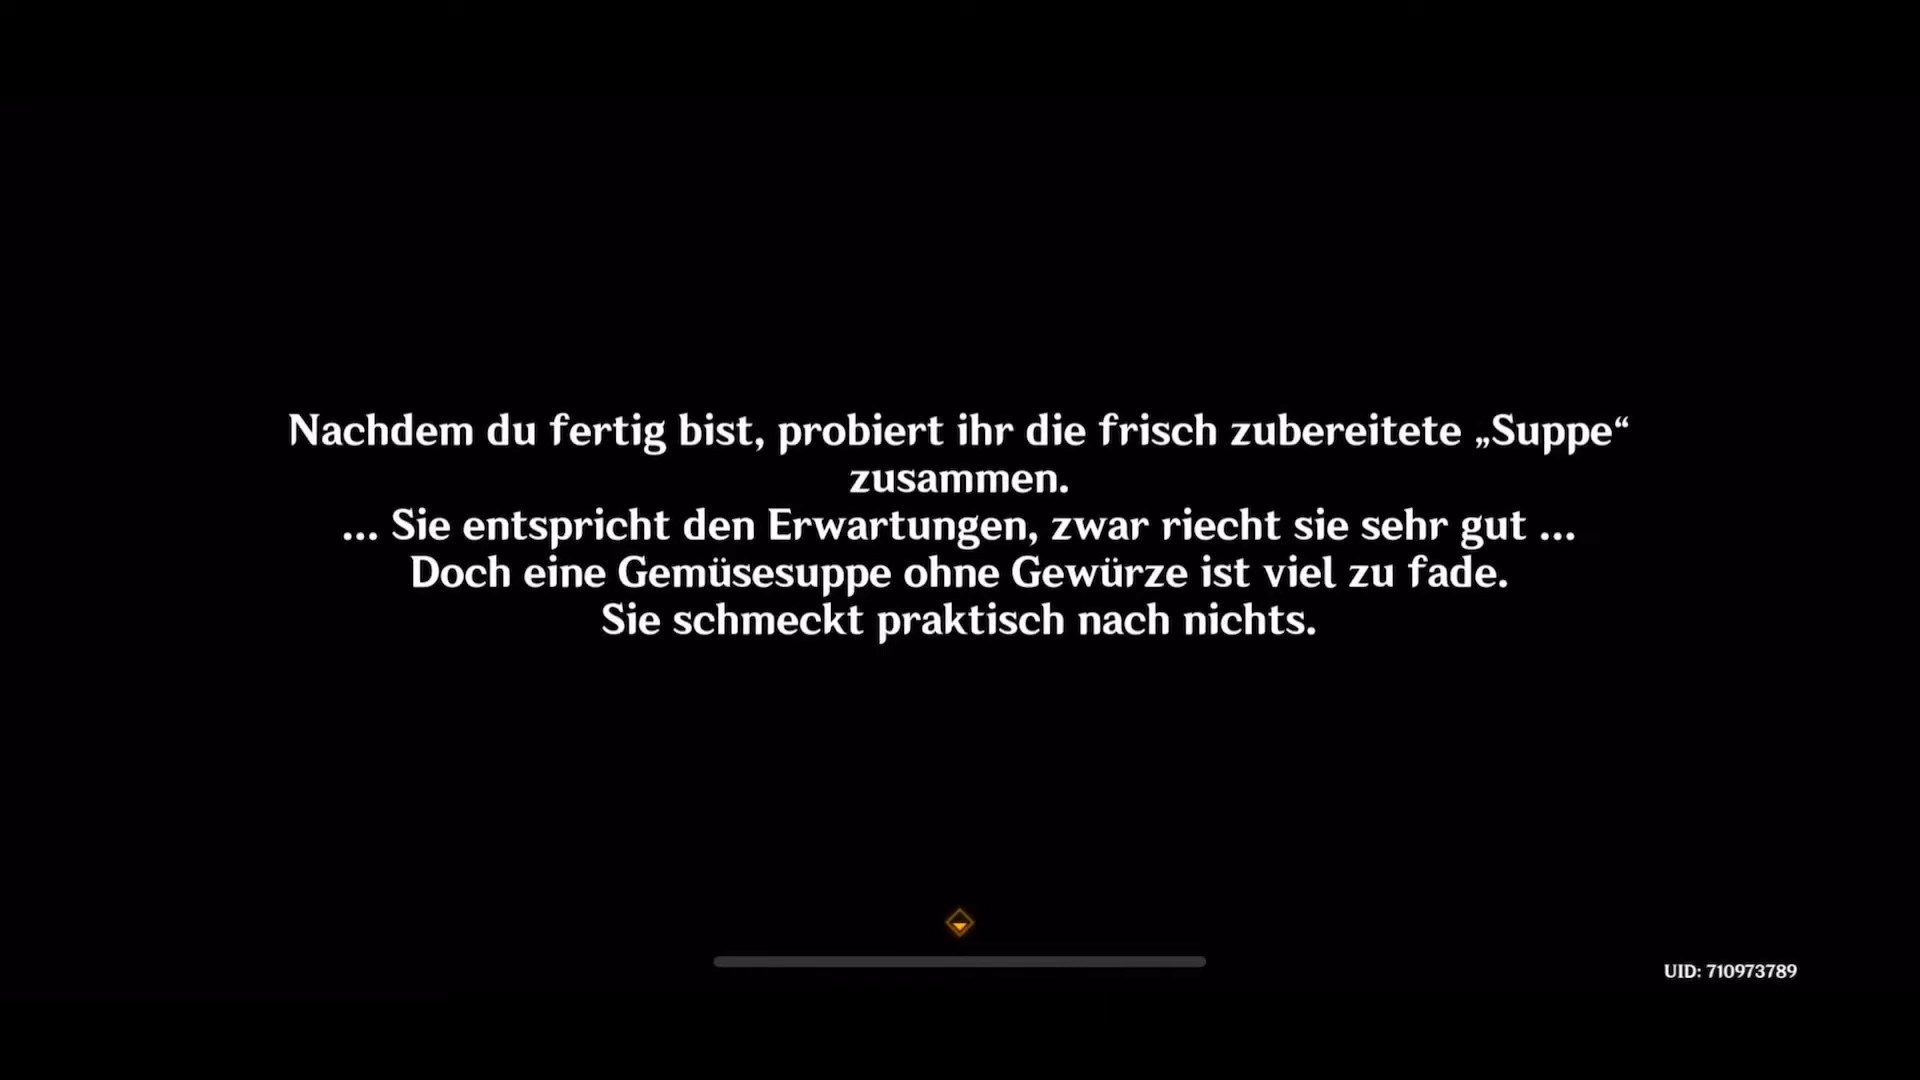 Nachdem du fertig bist, probiert ihr die frisch zubereitete „Suppe“
zusammen.
... Sie entspricht den Erwartungen, zwar riecht sie sehr gut ...
Doch eine Gemüsesuppe ohne Gewürze ist viel zu fade.
Sie schmeckt praktisch nach nichts.
UID: 710973789